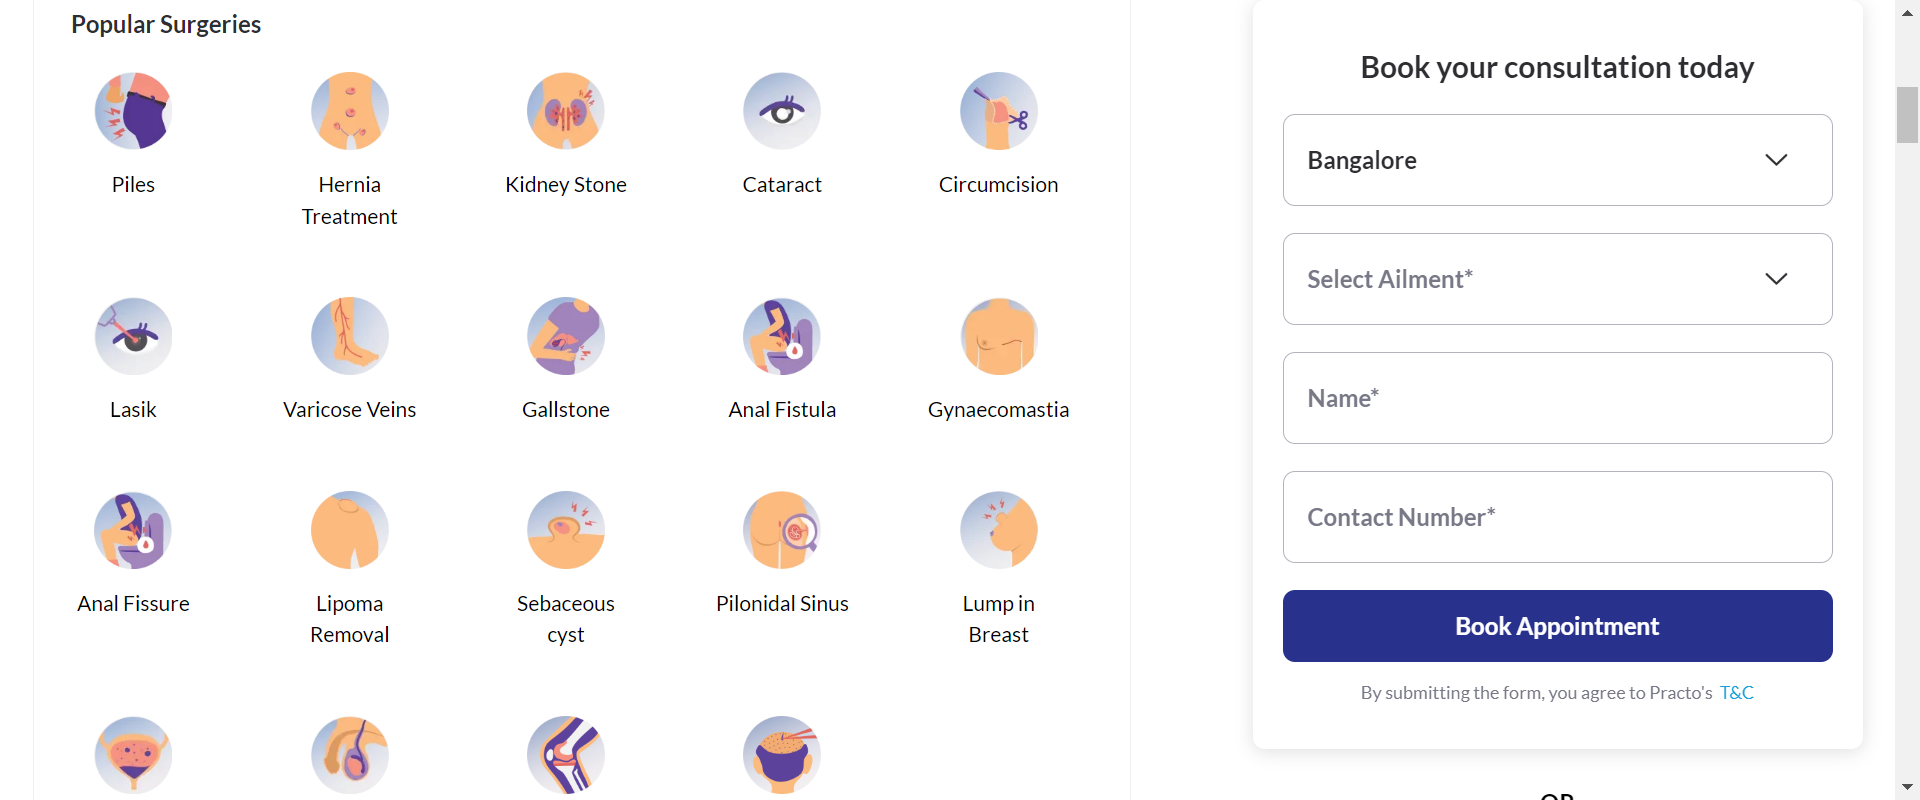 Popular Surgeries
Piles
Hernia
Treatment
Kidney Stone
Cataract
Circumcision
Lasik
Varicose Veins
Gallstone
Anal Fistula
Gynaecomastia
Anal Fissure
Lipoma
Removal
Sebaceous
cyst
Pilonidal Sinus
Lump in
Breast
Book your consultation today
Bangalore
Select Ailment*
Name*
Contact Number*
Book Appointment
By submitting the form, you agree to Practo's T&C
OR